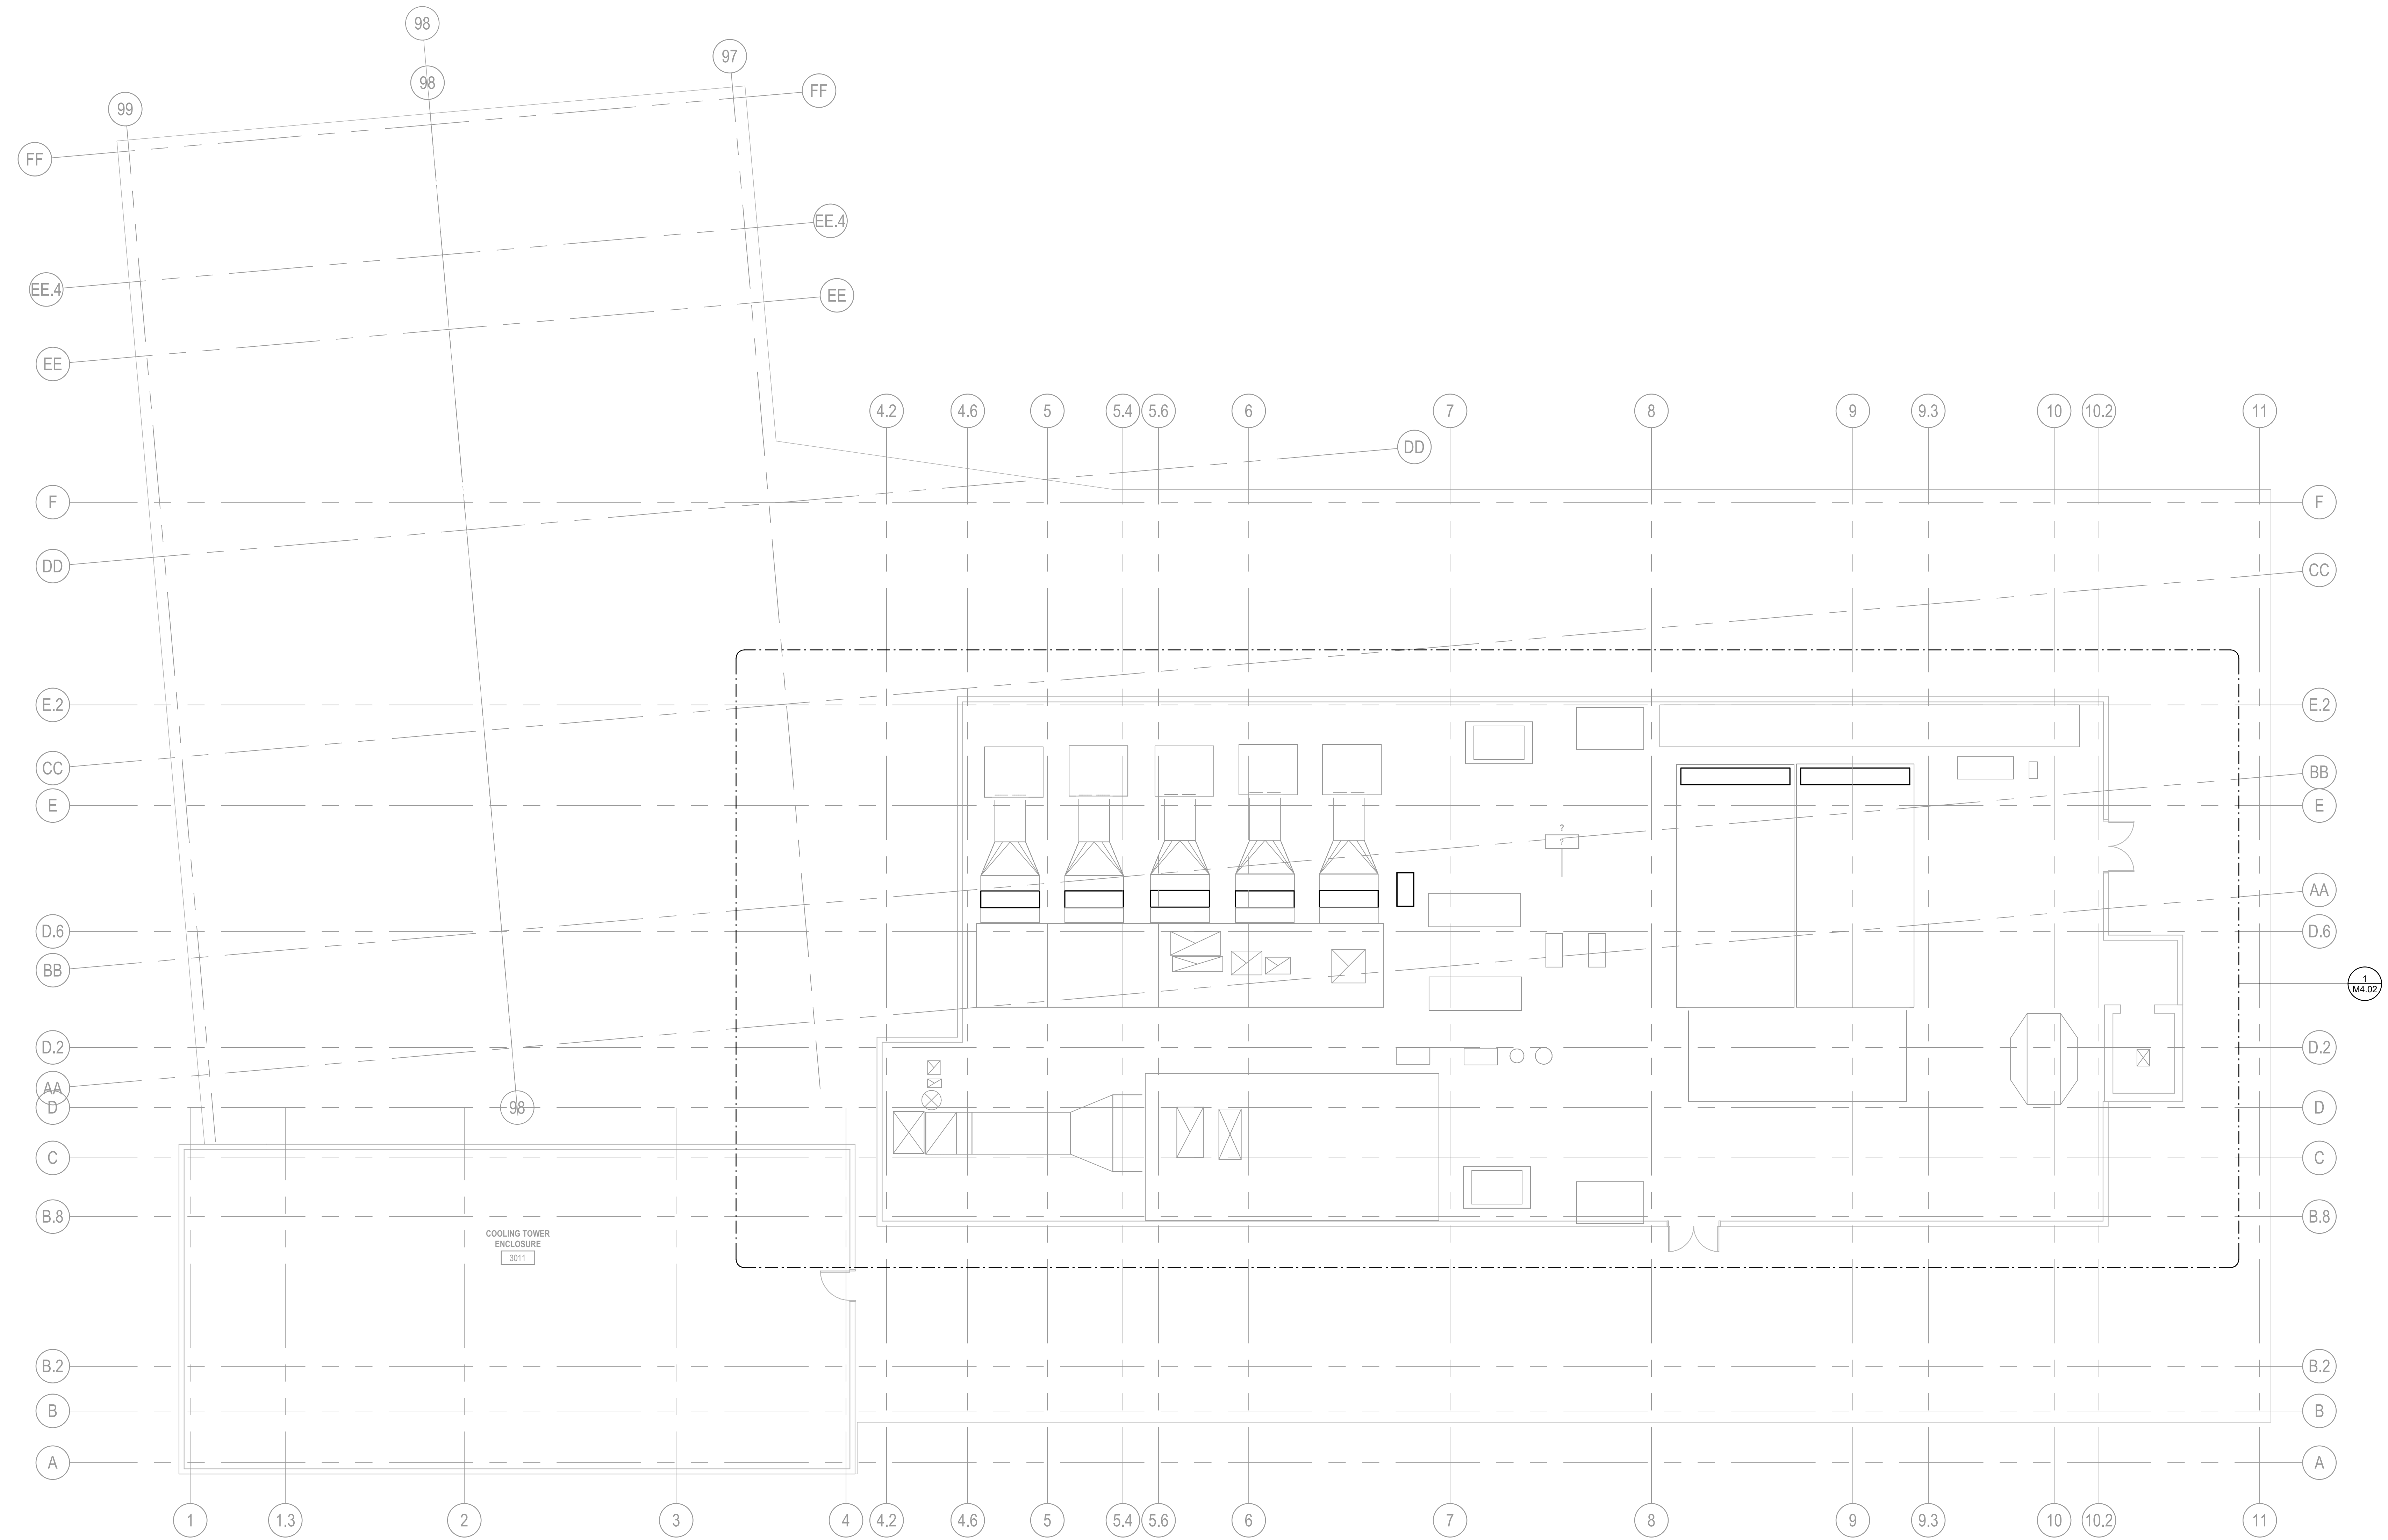 98
97
98
FF
99
FF
EE.4
EE.4
EE
EE
4.2
4.6
5
5.4
5.6
6
7
8
9
9.3
10
10.2
11
DD
F
F
DD
CC
E.2
E.2
CC
BB
E
E
?
?
AA
D.6
D.6
BB
1
M4.02
D.2
D.2
AA
D
98
D
C
C
B.8
B.8
COOLING TOWER
ENCLOSURE
3011
B.2
B.2
B
B
A
A
1
1.3
2
3
4
4.2
4.6
5
5.4
5.6
6
7
8
9
9.3
10
10.2
11